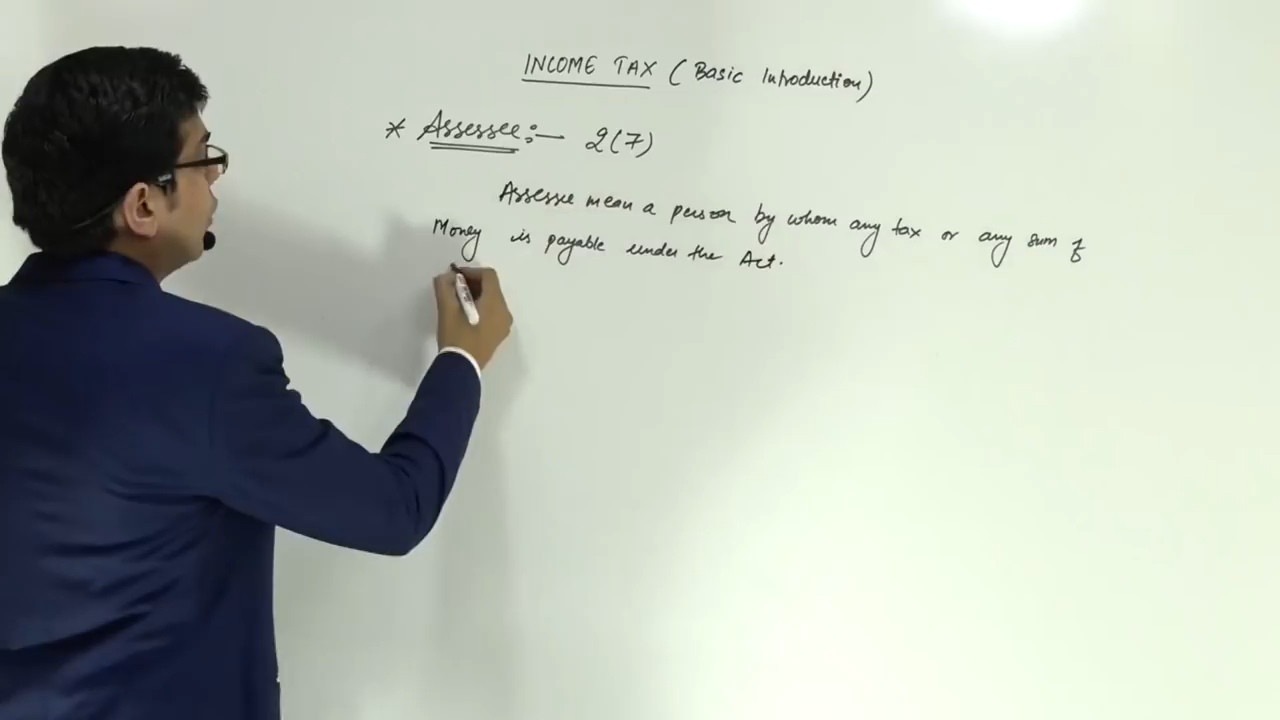 INCOME TAX (Basic Introduction)
* Assessee:— 2(7)
Assessee mean a person by whom any tax or any sum of
Money is payable under the Act.